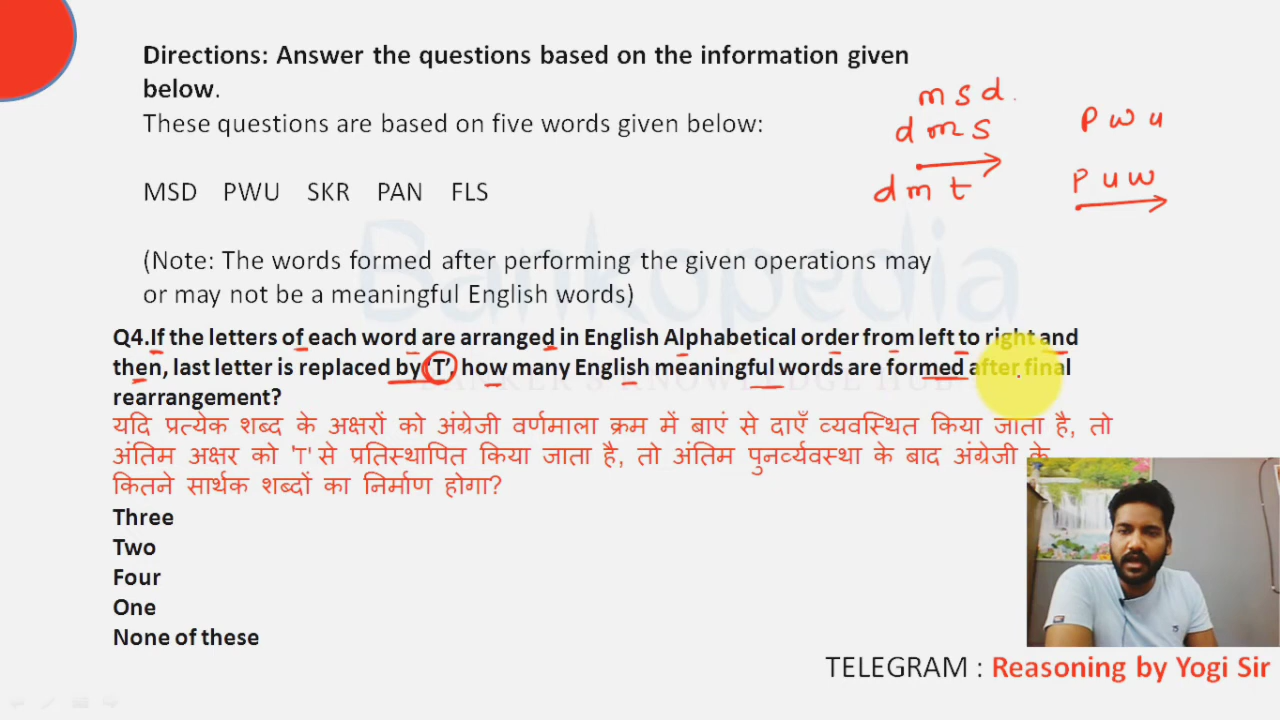 Directions: Answer the questions based on the information given
below.
These questions are based on five words given below:
MSD PWU SKR PAN FLS
(Note: The words formed after performing the given operations may
or may not be a meaningful English words)
m s d
d m s
d m t
P w u
P u w
Bankopedia
BANKER'S KNOWLEDGE HUB
Q4.If the letters of each word are arranged in English Alphabetical order from left to right and
then, last letter is replaced by 'T', how many English meaningful words are formed after final
rearrangement?
यदि प्रत्येक शब्द के अक्षरों को अंग्रेजी वर्णमाला क्रम में बाएं से दाएँ व्यवस्थित किया जाता है, तो
अंतिम अक्षर को 'T' से प्रतिस्थापित किया जाता है, तो अंतिम पुनर्व्यवस्था के बाद अंग्रेजी के
कितने सार्थक शब्दों का निर्माण होगा?
Three
Two
Four
One
None of these
TELEGRAM : Reasoning by Yogi Sir